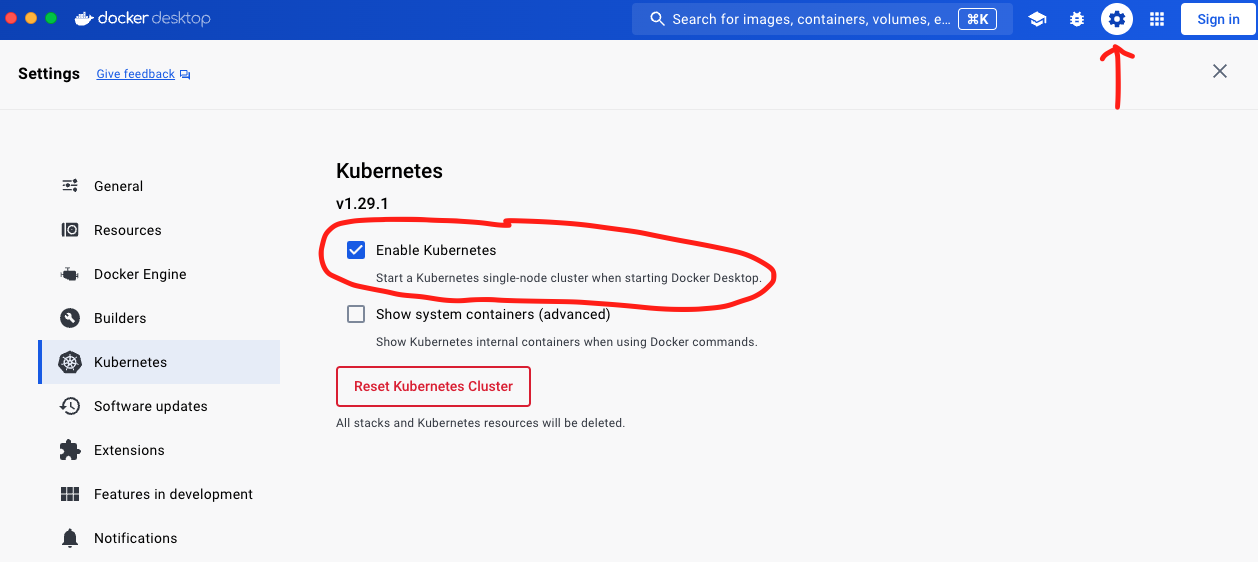 docker desktop
Search for images, containers, volumes, e... ⌘K
Sign in
Settings
Give feedback
General
Resources
Docker Engine
Builders
Kubernetes
Software updates
Extensions
Features in development
Notifications
Kubernetes
v1.29.1
Enable Kubernetes
Start a Kubernetes single-node cluster when starting Docker Desktop.
Show system containers (advanced)
Show Kubernetes internal containers when using Docker commands.
Reset Kubernetes Cluster
All stacks and Kubernetes resources will be deleted.